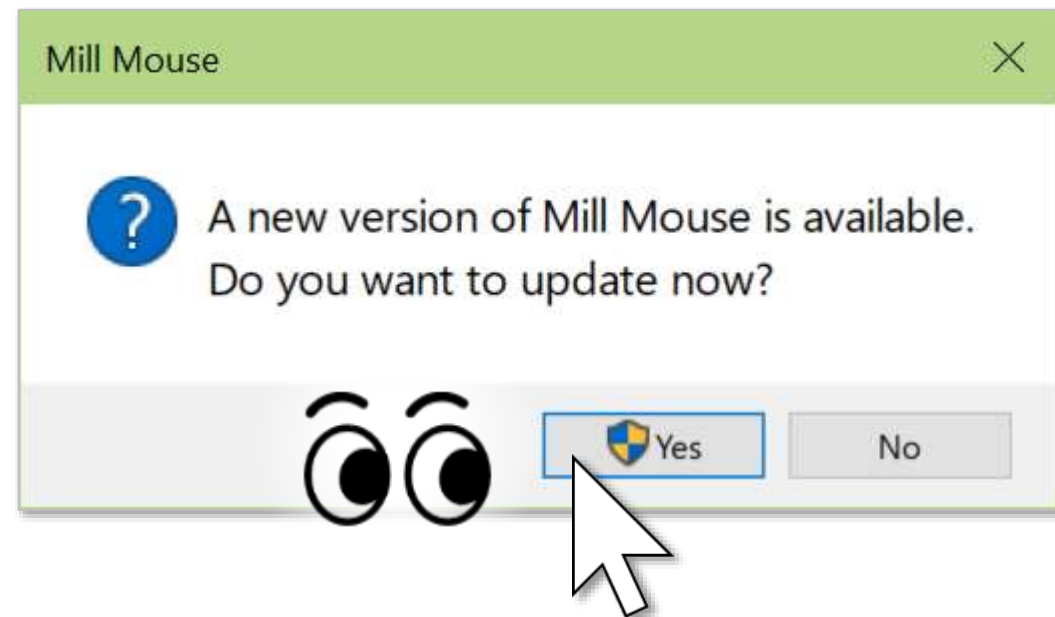 Mill Mouse
A new version of Mill Mouse is available.
Do you want to update now?
Yes No